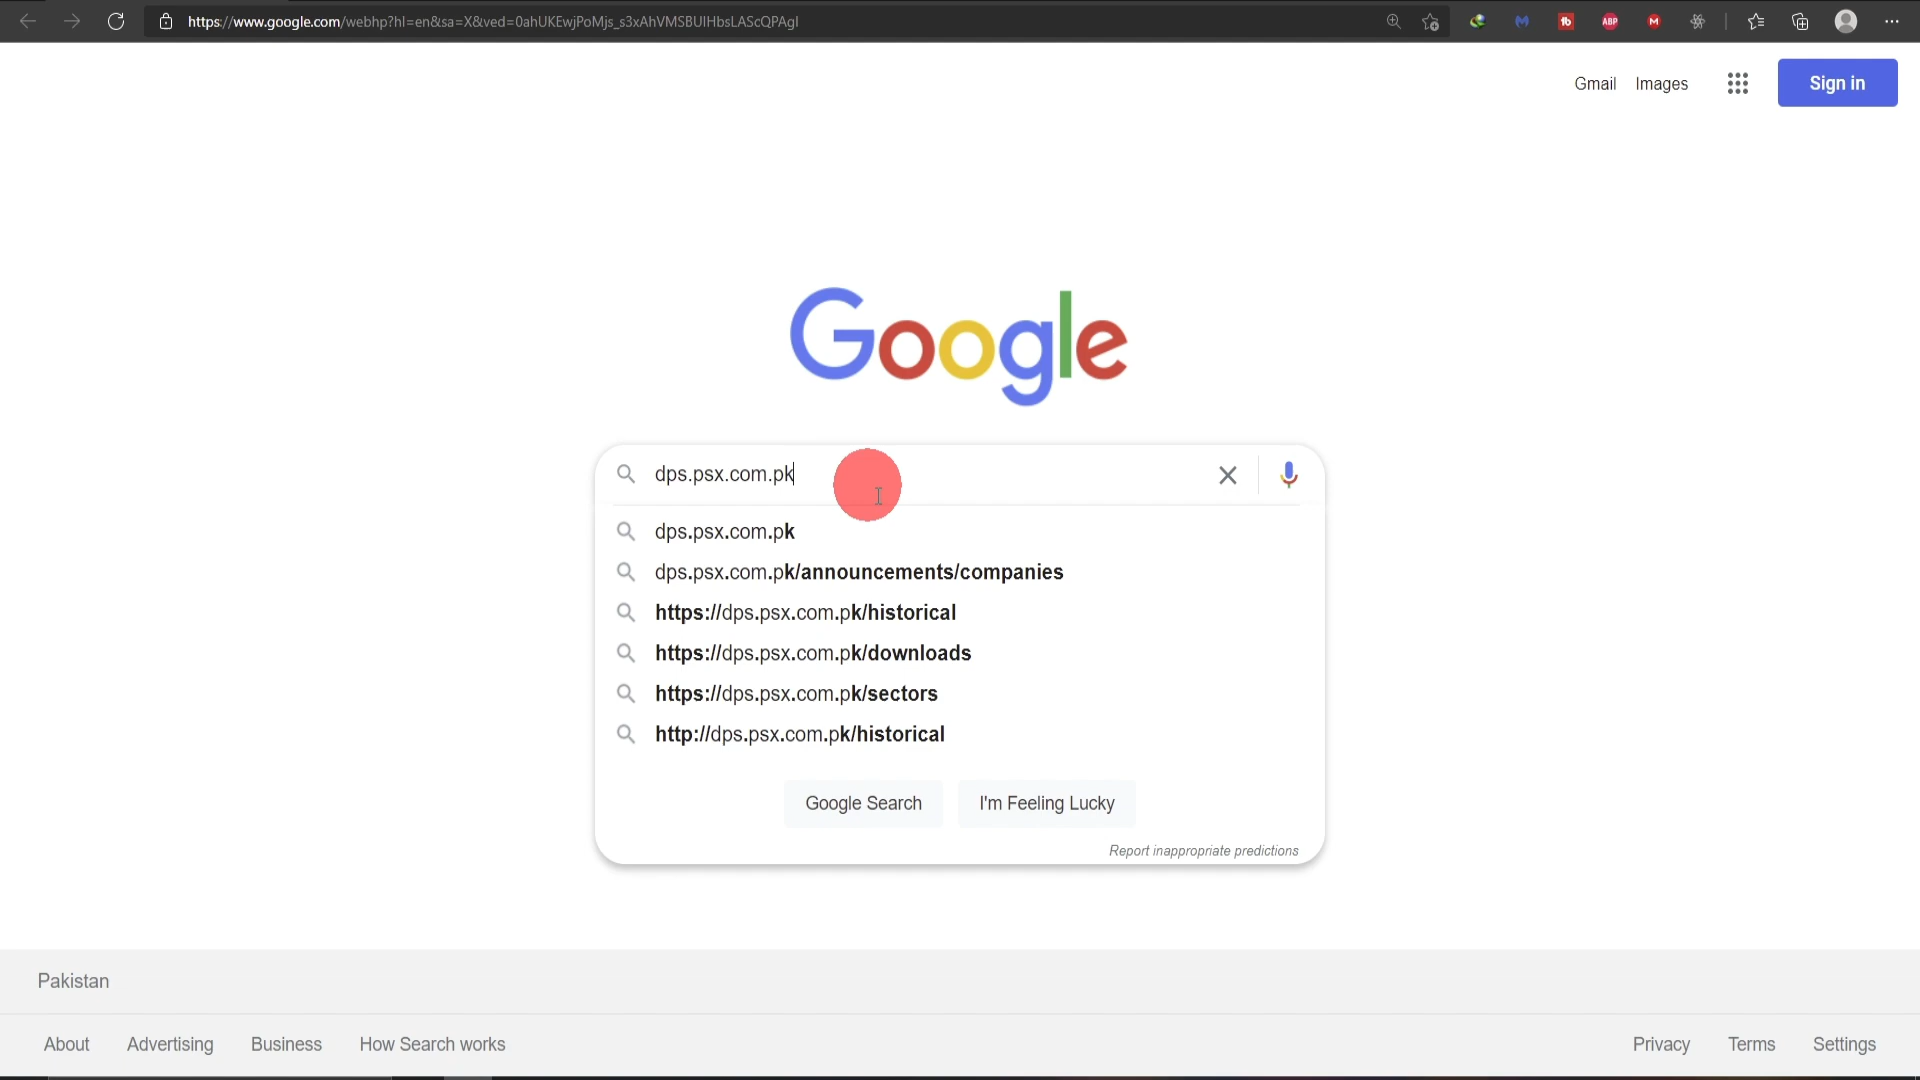 https://www.google.com/webhp?hl=en&sa=X&ved=0ahUKEwjPoMjs_s3xAhVMSBUIHbsLAScQPAgI
Gmail Images Sign in
Google
dps.psx.com.pk
dps.psx.com.pk
dps.psx.com.pk/announcements/companies
https://dps.psx.com.pk/historical
https://dps.psx.com.pk/downloads
https://dps.psx.com.pk/sectors
http://dps.psx.com.pk/historical
Google Search I'm Feeling Lucky
Report inappropriate predictions
Pakistan
About Advertising Business How Search works Privacy Terms Settings